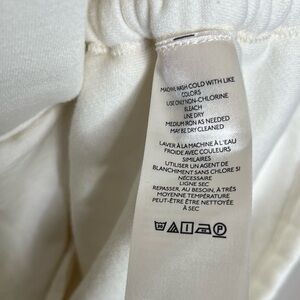 MACH. WASH COLD WITH LIKE
COLORS
USE ONLY NON-CHLORINE
BLEACH
LINE DRY
MEDIUM IRON AS NEEDED
MAY BE DRY CLEANED
LAVER À LA MACHINE À L'EAU
FROIDE AVEC COULEURS
SIMILAIRES
UTILISER UN AGENT DE
BLANCHIMENT SANS CHLORE SI
NÉCESSAIRE
LIGNE SEC
REPASSER, AU BESOIN, À TRÈS
MOYENNE TEMPÉRATURE
PEUT-ÊTRE ÊTRE NETTOYÉE
À SEC